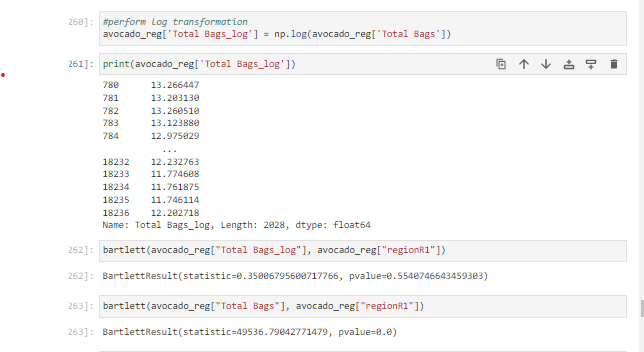 260]: #perform Log transformation
avocado_reg['Total Bags_log'] = np.log(avocado_reg['Total Bags'])
261]: print(avocado_reg['Total Bags_log'])
780 13.266447
781 13.203130
782 13.260510
783 13.123880
784 12.975029
...
18232 12.232763
18233 11.774608
18234 11.761875
18235 11.746114
18236 12.202718
Name: Total Bags_log, Length: 2028, dtype: float64
262]: bartlett(avocado_reg["Total Bags_log"], avocado_reg["regionR1"])
262]: BartlettResult(statistic=0.35006795600717766, pvalue=0.5540746643459303)
263]: bartlett(avocado_reg["Total Bags"], avocado_reg["regionR1"])
263]: BartlettResult(statistic=49536.79042771479, pvalue=0.0)